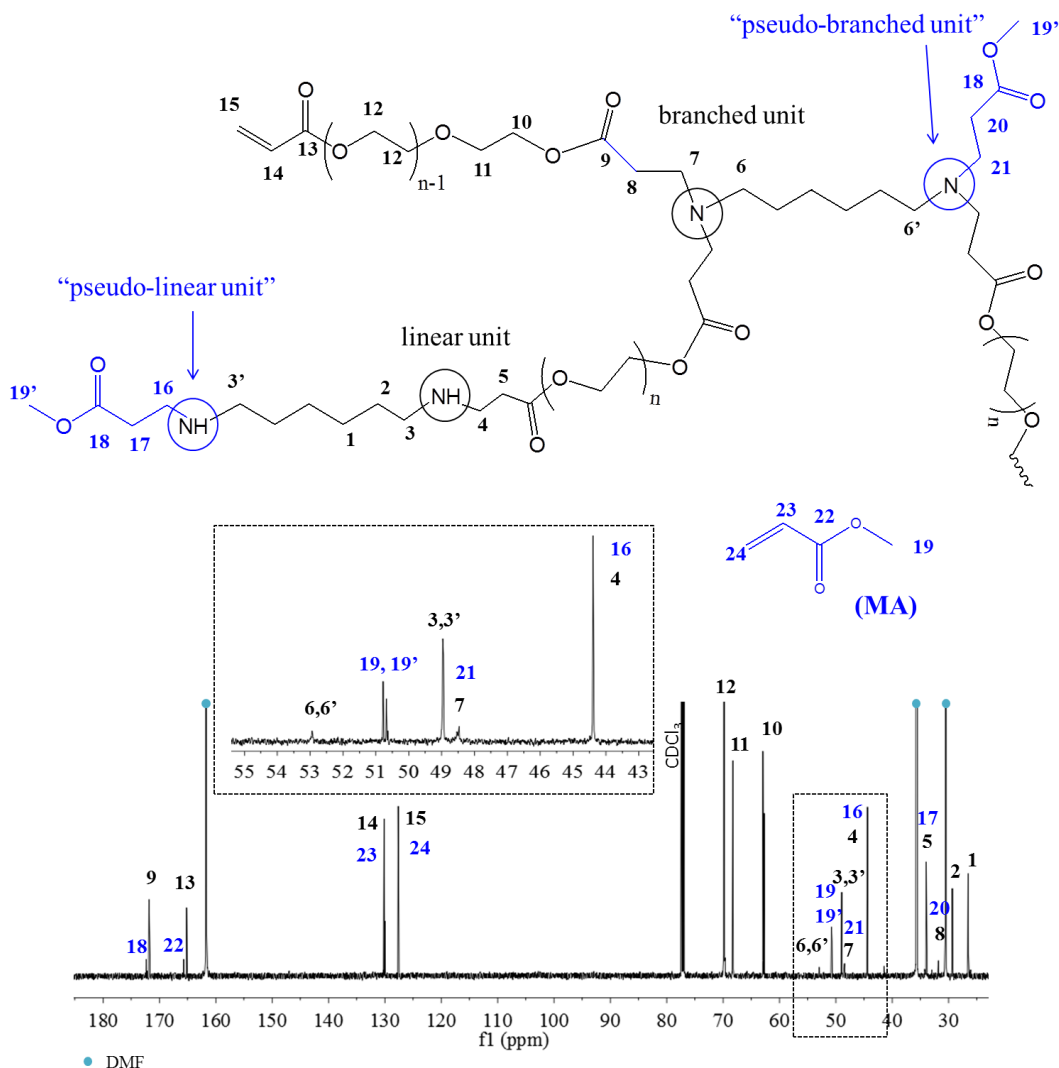 “pseudo-branched unit”
19’
O
18
O
20
21
15
O
12
10
O
branched unit
13
O
O
O
9
7
6
14
12
11
8
n-1
N
N
6’
“pseudo-linear unit”
linear unit
O
O
O
O
O
16
3’
2
5
O
O
n
19’
O
NH
NH
O
18
17
1
3
4
O
n
O
23
22
O
24
19
O
(MA)
16
4
3,3’
19, 19’
21
7
6,6’
55 54 53 52 51 50 49 48 47 46 45 44 43 42
CDCl3
12
10
11
14
15
16
17
23
24
4
5
1
9
13
3,3’
2
19
20
18
22
19’
21
8
6,6’
7
180 170 160 150 140 130 120 110 100 90 80 70 60 50 40 30
f1 (ppm)
DMF